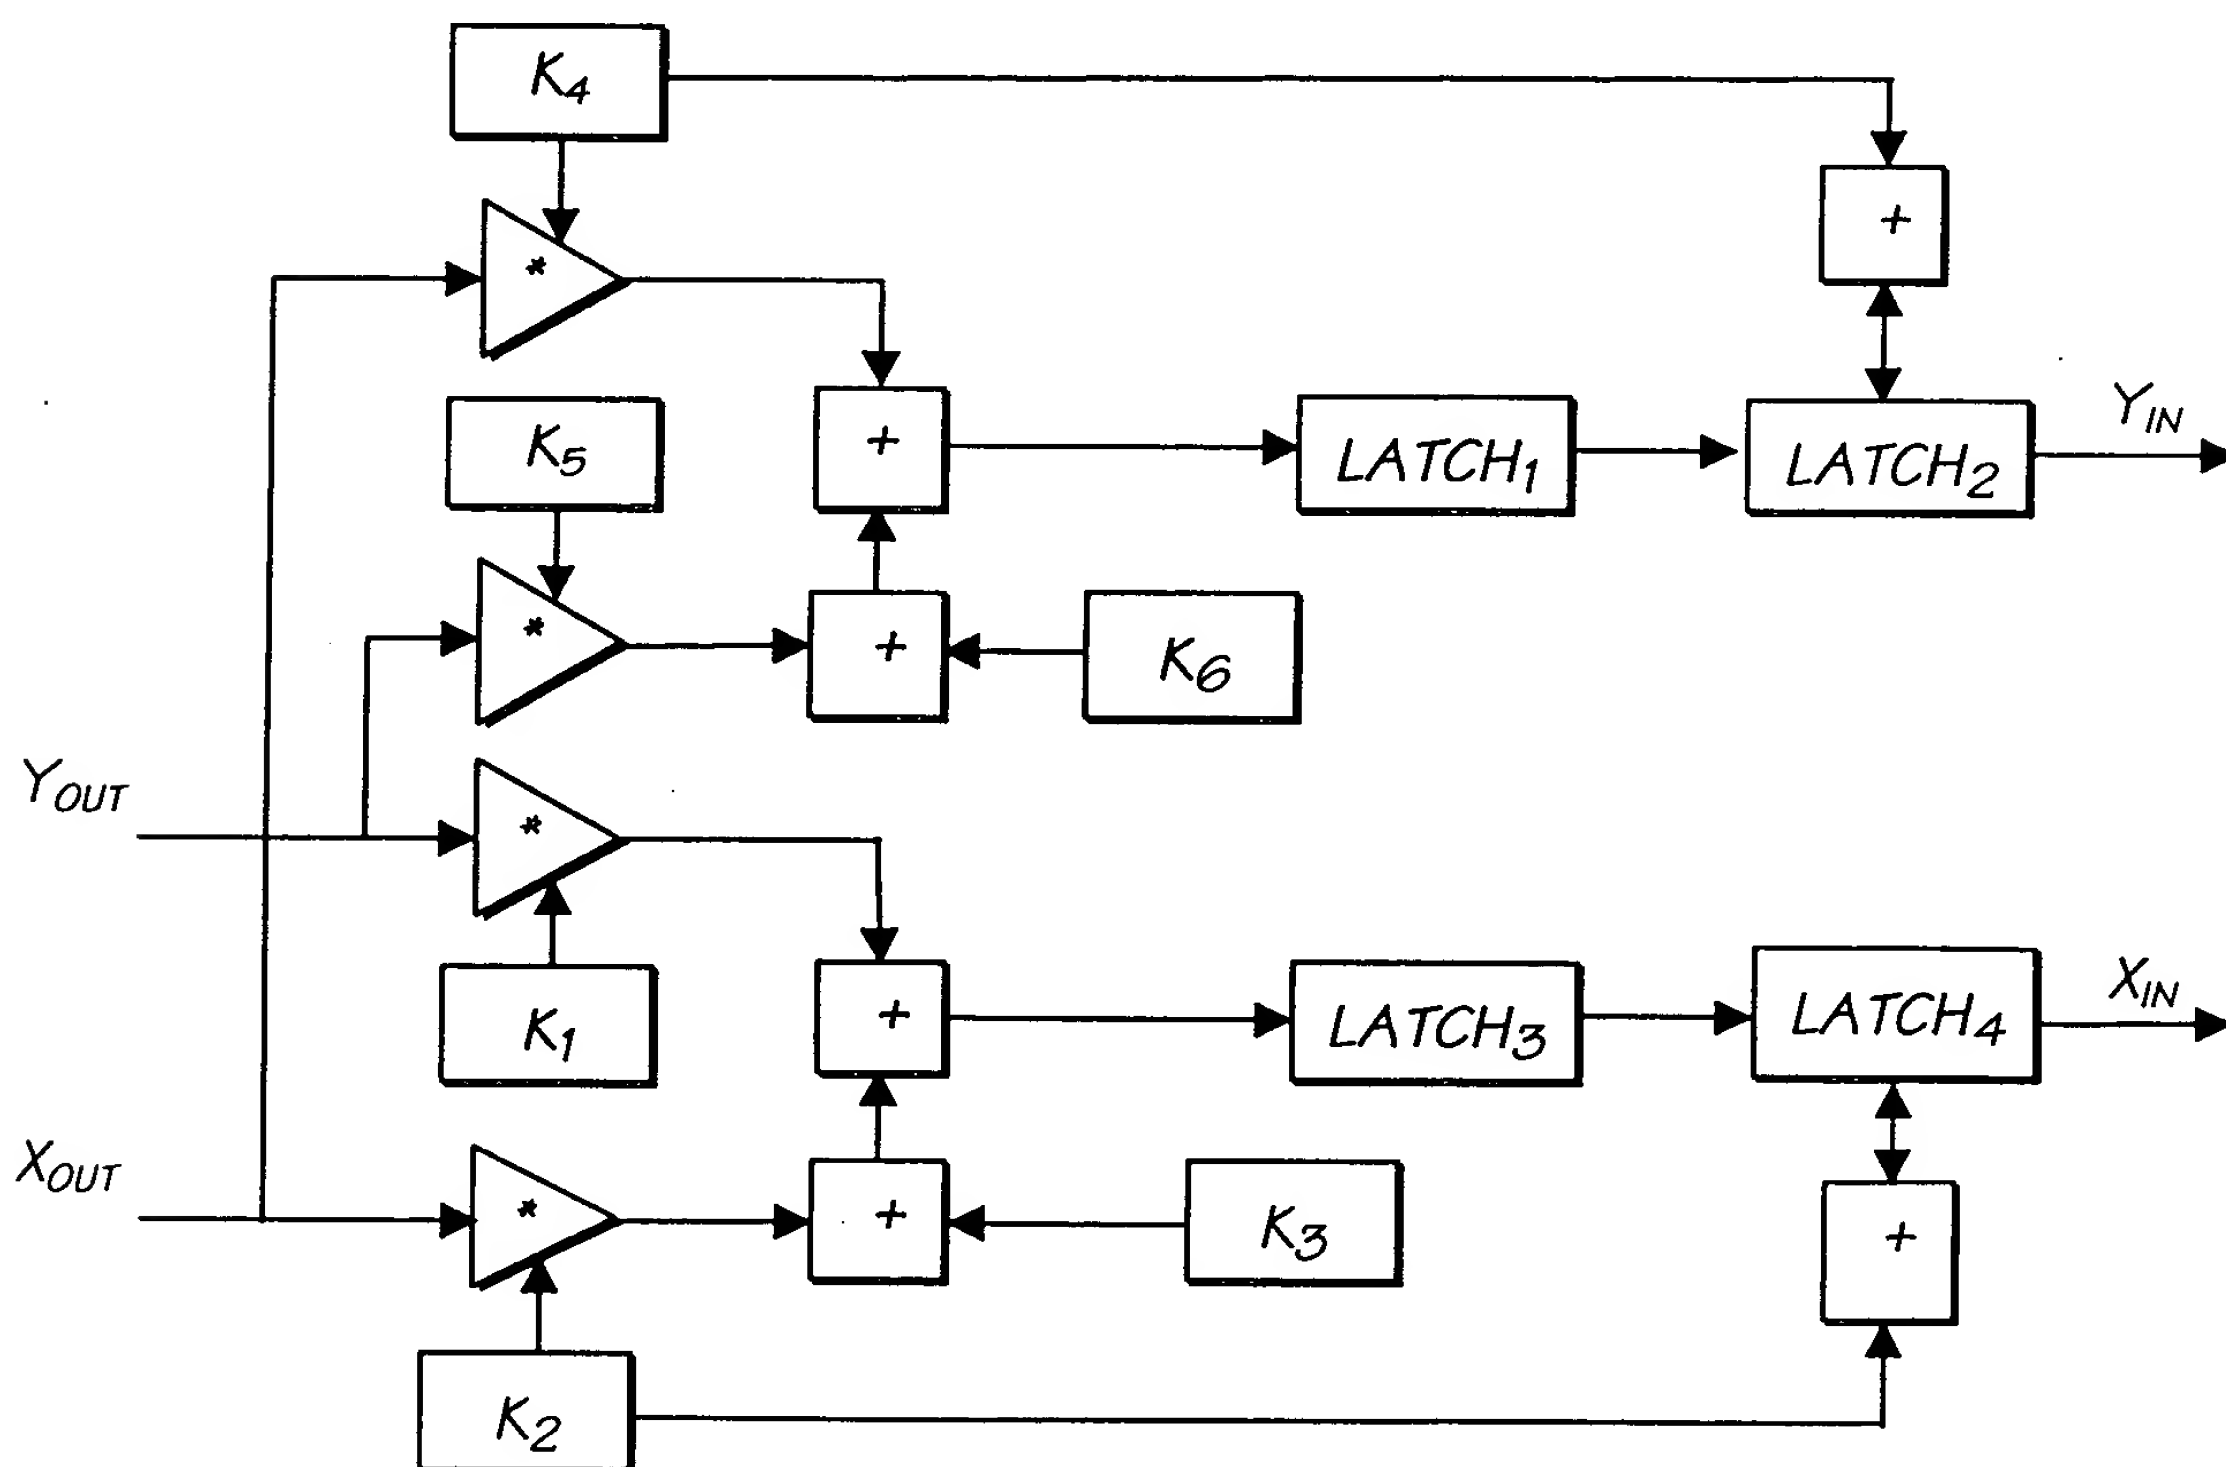 K4
*
+
K5
+
LATCH1
LATCH2
YIN
*
+
K6
YOUT
*
K1
+
LATCH3
LATCH4
XIN
XOUT
*
+
K3
+
K2